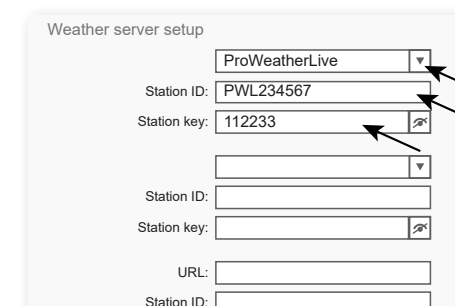 Weather server setup
ProWeatherLive
Station ID: PWL234567
Station key: 112233
Station ID:
Station key:
URL:
Station ID: